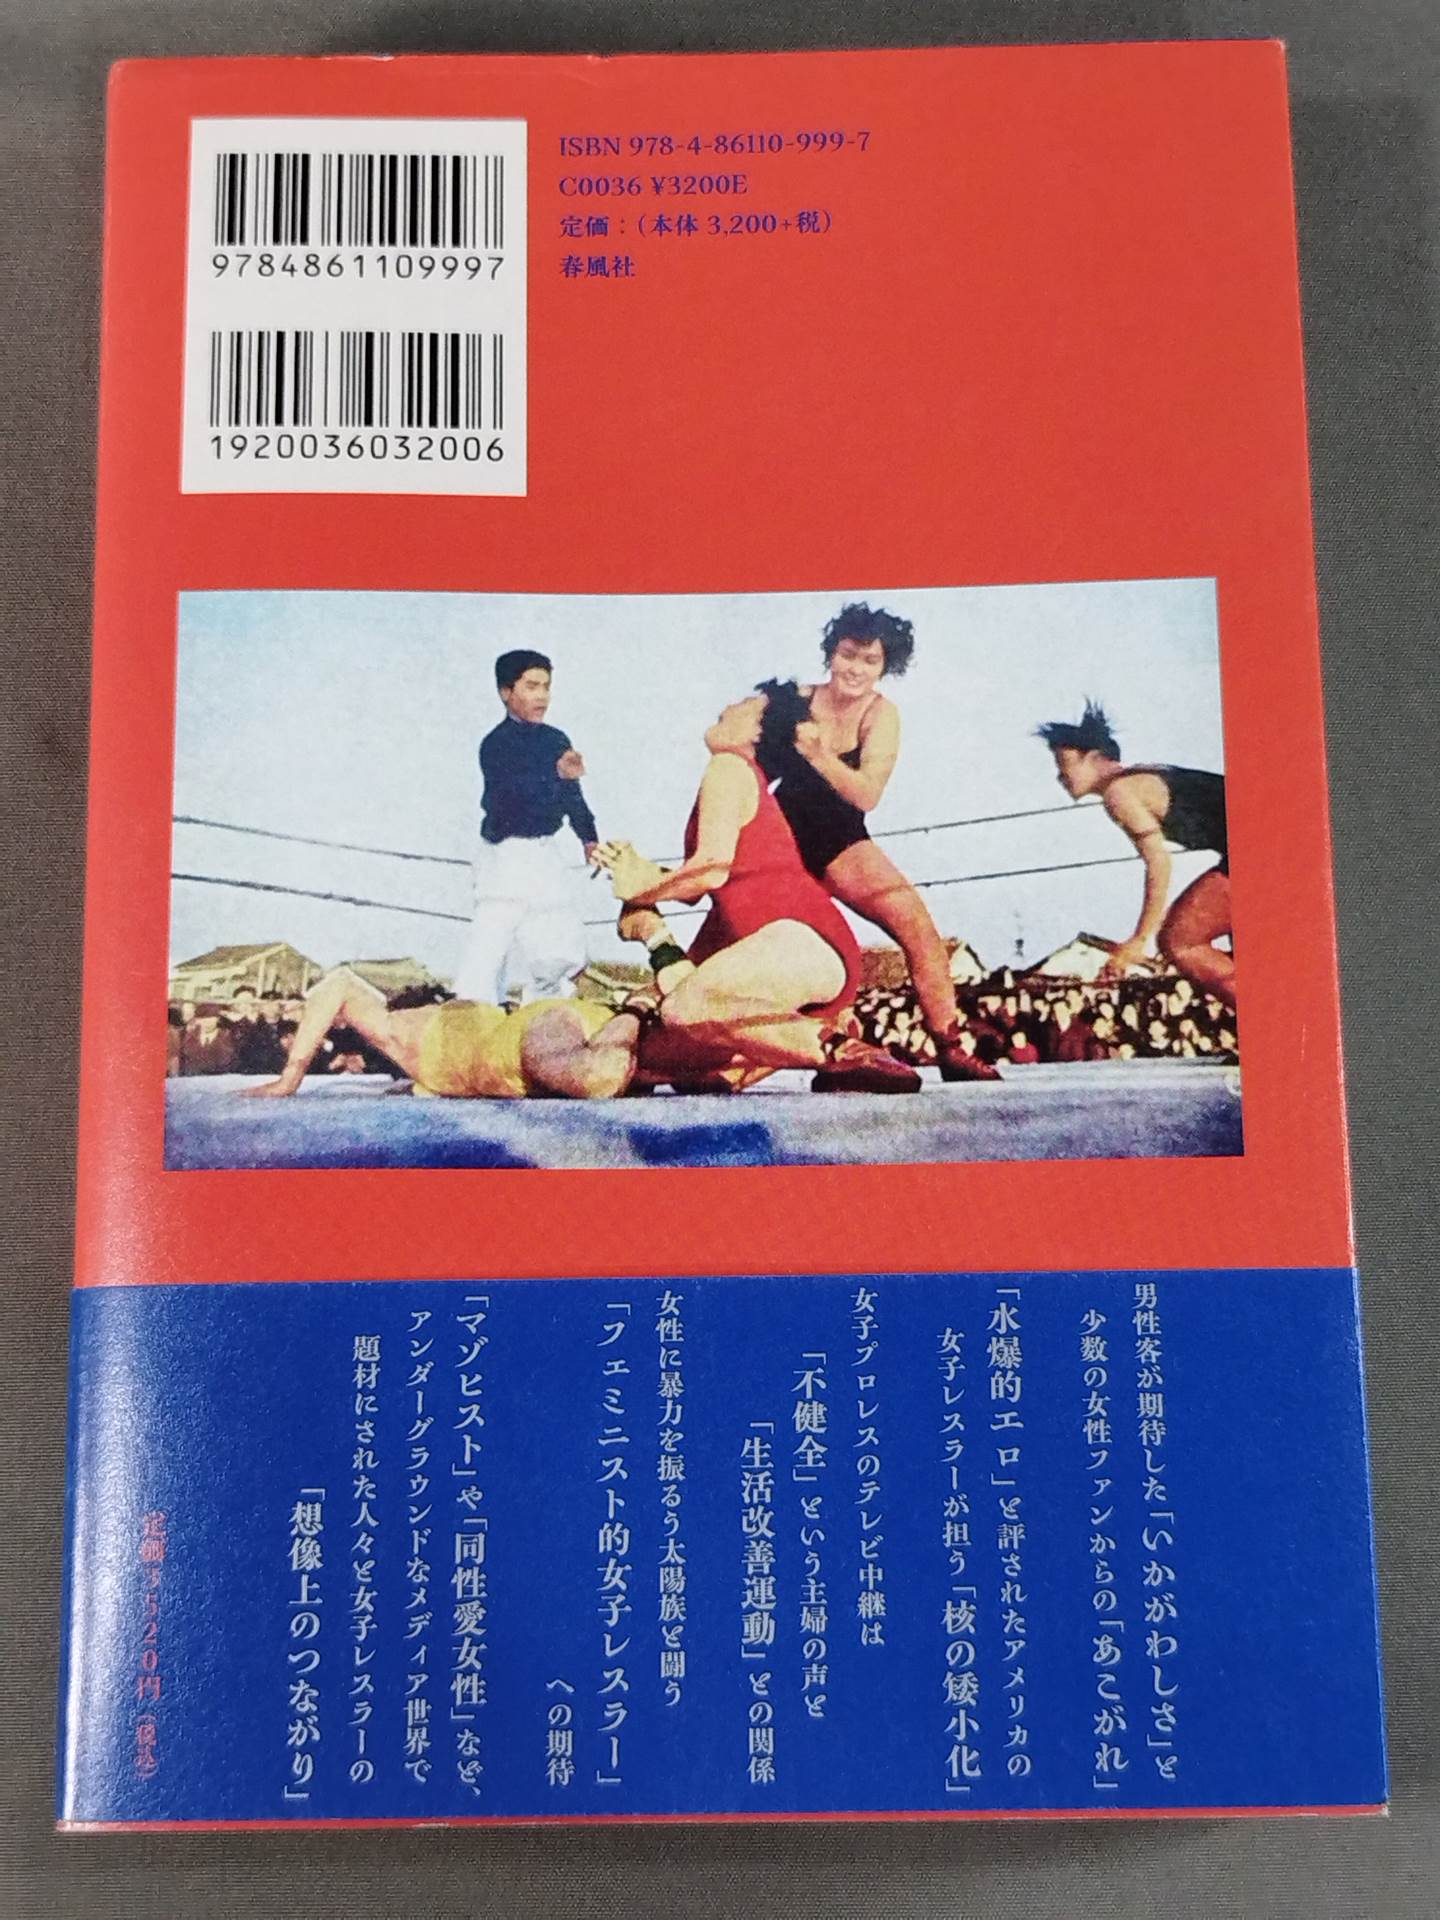 9784861109997
1920036032006
ISBN 978-4-86110-999-7
C0036 ¥3200E
定価：（本体 3,200+税）
春風社
男性客が期待した「いかがわしさ」と
少数の女性ファンからの「あこがれ」
「水爆的エロ」と評されたアメリカの
女子レスラーが担う「核の矮小化」
女子プロレスのテレビ中継は
「不健全」という主婦の声と
「生活改善運動」との関係
女性に暴力を振るう太陽族と闘う
「フェミニスト的女子レスラー」
への期待
「マゾヒスト」や「同性愛女性」など、
アンダーグラウンドなメディア世界で
題材にされた人々と女子レスラーの
「想像上のつながり」
定価3520円（税込）